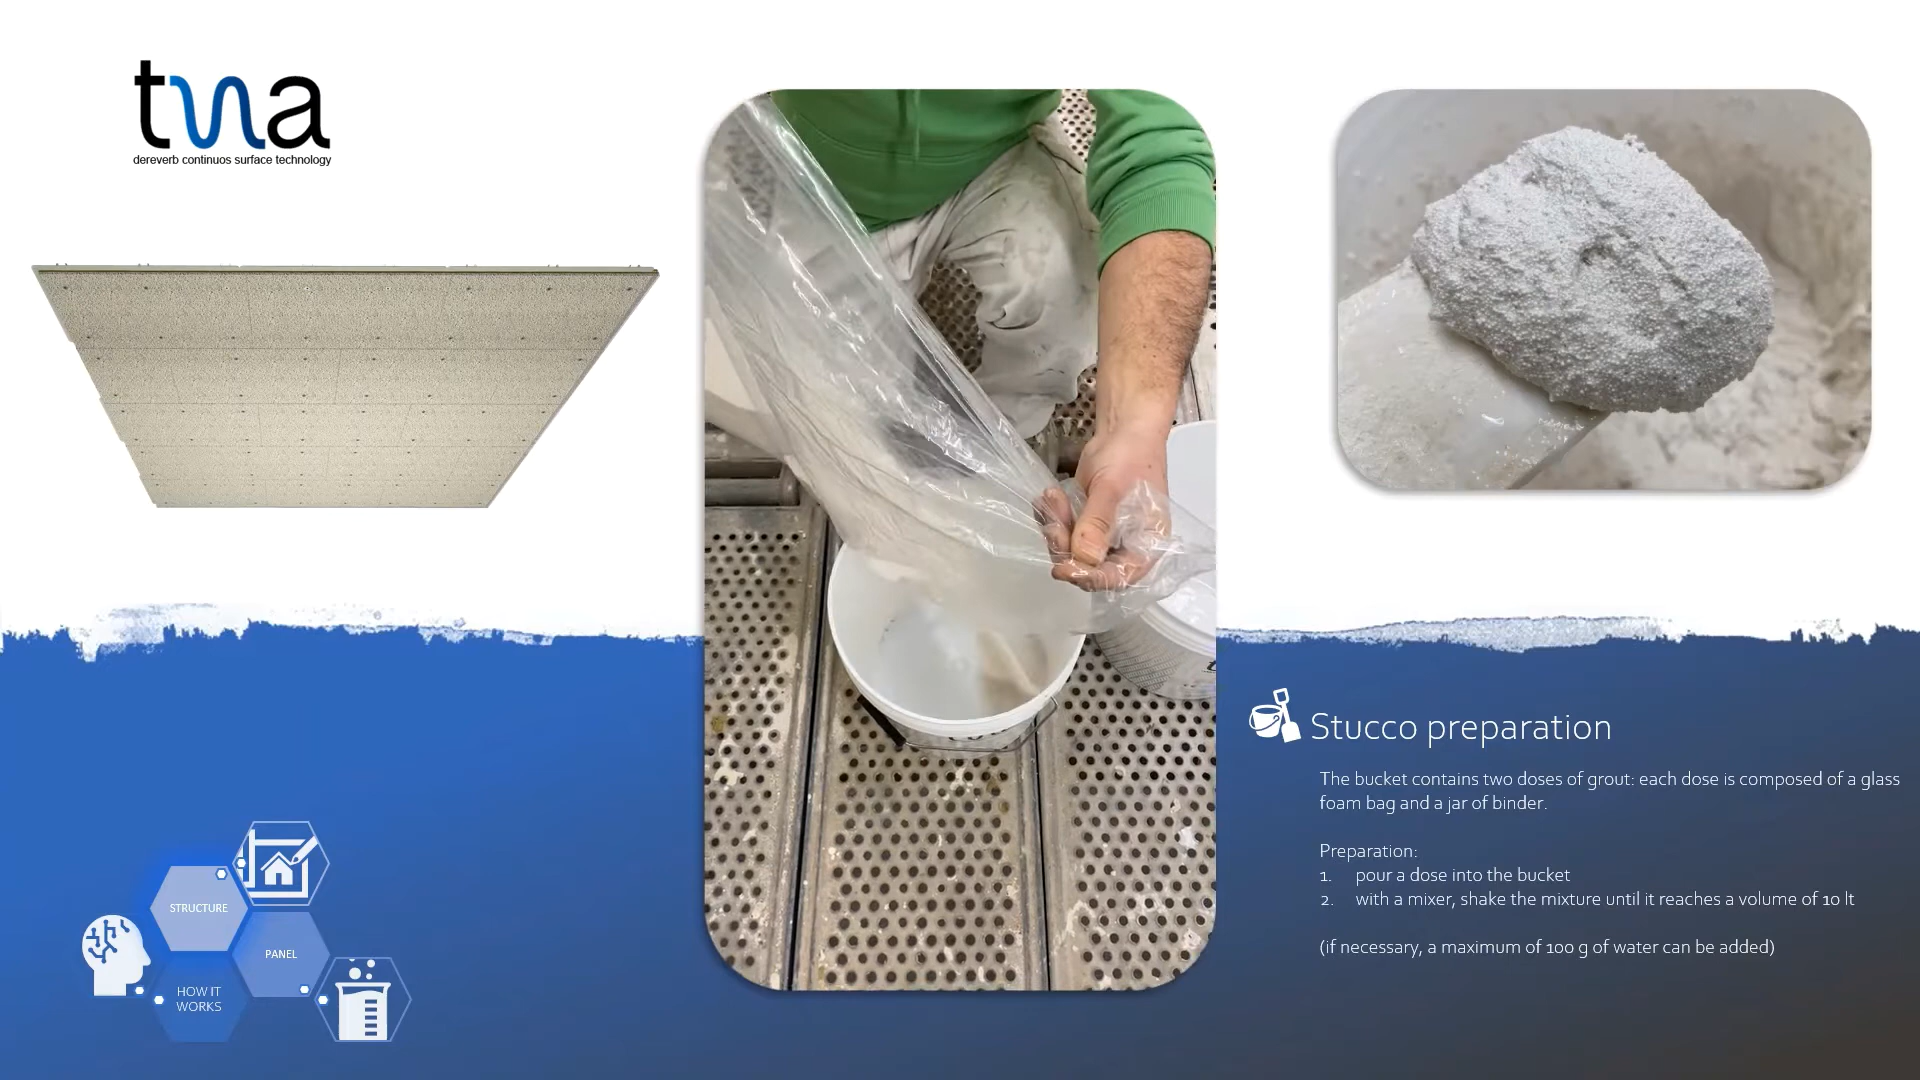 tua
dereverb continuos surface technology
Stucco preparation
The bucket contains two doses of grout: each dose is composed of a glass
foam bag and a jar of binder.
Preparation:
1. pour a dose into the bucket
2. with a mixer, shake the mixture until it reaches a volume of 10 lt
(if necessary, a maximum of 100 g of water can be added)
STRUCTURE
PANEL
HOW IT
WORKS